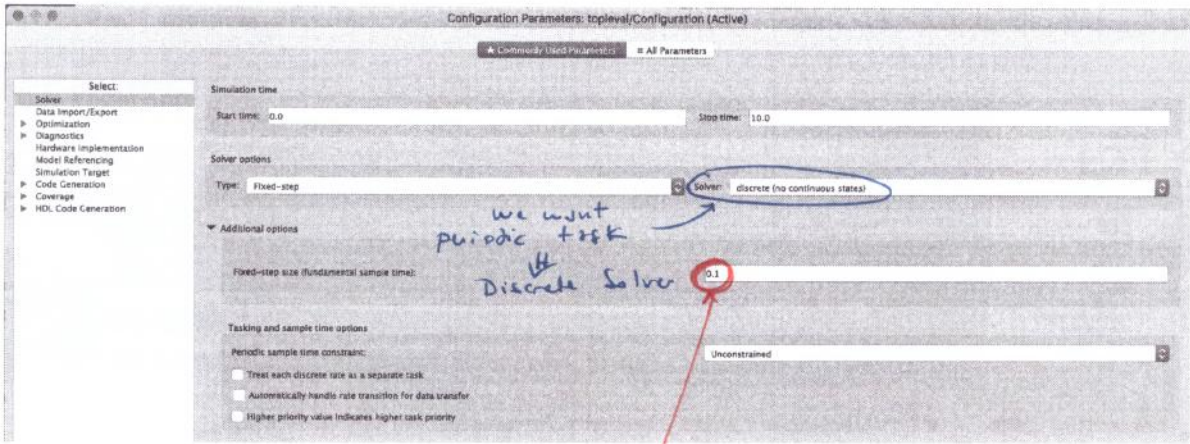 Configuration Parameters: toplevel/Configuration (Active)
★ Commonly Used Parameters ≡ All Parameters
Select:
Solver
Data Import/Export
▶ Optimization
▶ Diagnostics
Hardware Implementation
Model Referencing
Simulation Target
▶ Code Generation
▶ Coverage
▶ HDL Code Generation
Simulation time
Start time: 0.0 Stop time: 10.0
Solver options
Type: Fixed-step Solver: discrete (no continuous states)
we want
periodic task
▼ Additional options
Fixed-step size (fundamental sample time): 0.1
Discrete Solver
Tasking and sample time options
Periodic sample time constraint: Unconstrained
Treat each discrete rate as a separate task
Automatically handle rate transition for data transfer
Higher priority value indicates higher task priority